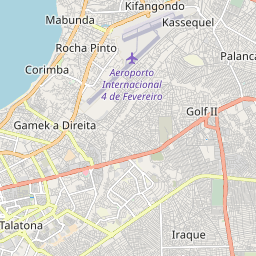 Kifangondo
Mabunda
Kassequel
Rocha Pinto
Palanca
Aeroporto
Internacional
4 de Fevereiro
Corimba
Golf II
Gamek a Direita
Talatona
Iraque